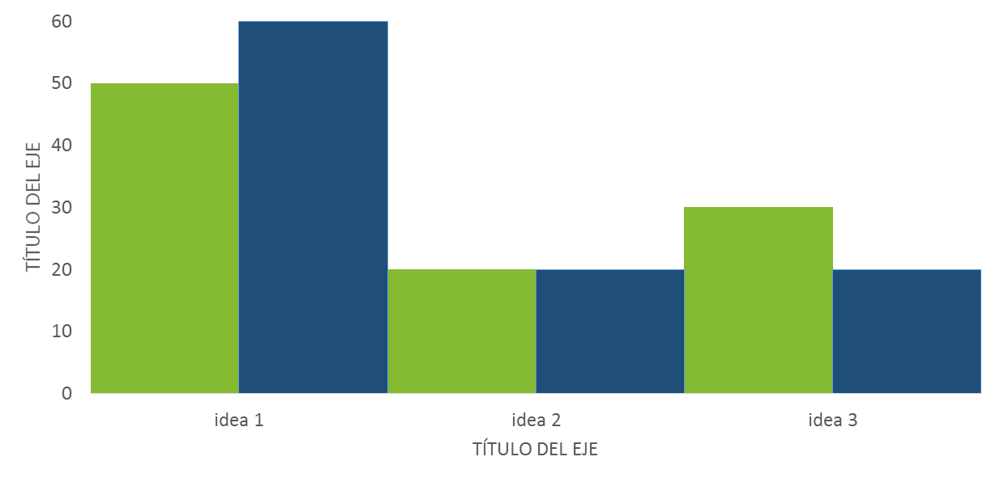 60
50
40
30
20
10
0
TÍTULO DEL EJE
idea 1
idea 2
idea 3
TÍTULO DEL EJE